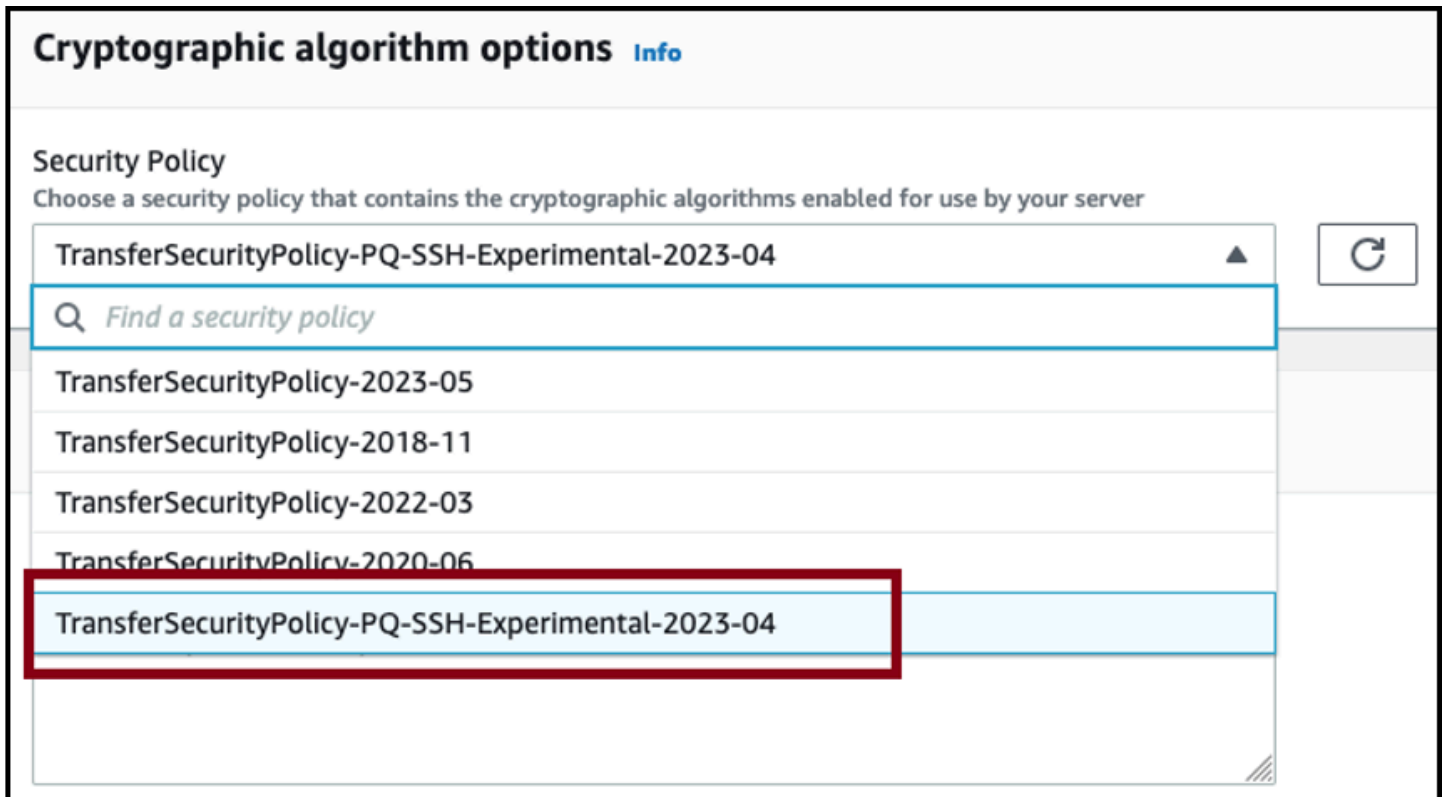 Cryptographic algorithm options Info
Security Policy
Choose a security policy that contains the cryptographic algorithms enabled for use by your server
TransferSecurityPolicy-PQ-SSH-Experimental-2023-04
Find a security policy
TransferSecurityPolicy-2023-05
TransferSecurityPolicy-2018-11
TransferSecurityPolicy-2022-03
TransferSecurityPolicy-2020-06
TransferSecurityPolicy-PQ-SSH-Experimental-2023-04